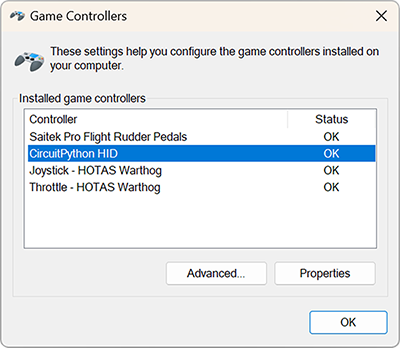 Game Controllers
These settings help you configure the game controllers installed on
your computer.
Installed game controllers
Controller Status
Saitek Pro Flight Rudder Pedals OK
CircuitPython HID OK
Joystick - HOTAS Warthog OK
Throttle - HOTAS Warthog OK
Advanced... Properties
OK